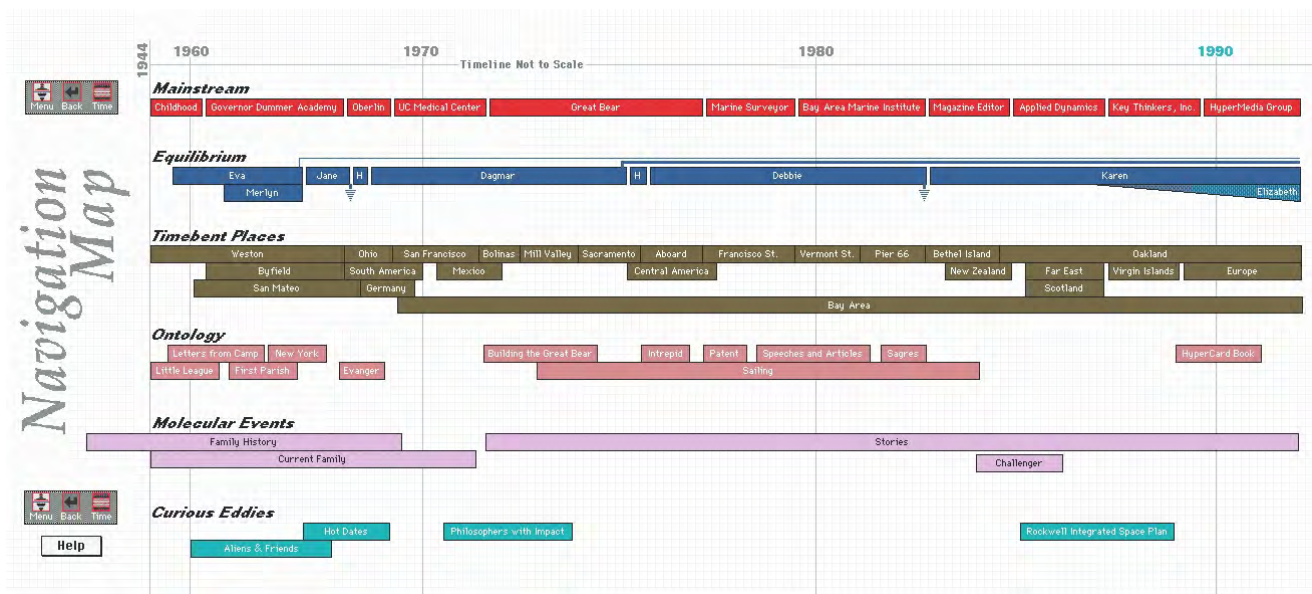 1944 1960 1970 1980 1990
Timeline Not to Scale
Navigation
Map
Menu Back Time
Mainstream
Childhood Governor Dummer Academy Oberlin UC Medical Center Great Bear Marine Surveyor Bay Area Marine Institute Magazine Editor Applied Dynamics Key Thinkers, Inc. HyperMedia Group
Equilibrium
Eva Jane H Dagmar H Debbie Karen
Merlyn Elizabeth
Timebent Places
Weston Ohio San Francisco Bolinas Mill Valley Sacramento Aboard Francisco St. Vermont St. Pier 66 Bethel Island Oakland
Byfield South America Mexico Central America New Zealand Far East Virgin Islands Europe
San Mateo Germany Scotland
Bay Area
Ontology
Letters from Camp New York Building the Great Bear Intrepid Patent Speeches and Articles Sagres HyperCard Book
Little League First Parish Evanger Sailing
Molecular Events
Family History Stories
Current Family Challenger
Menu Back Time
Curious Eddies
Hot Dates Philosophers with Impact Rockwell Integrated Space Plan
Help
Aliens & Friends